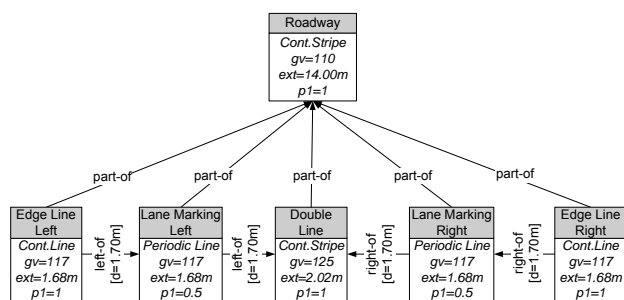 Roadway
Cont.Stripe
gv=110
ext=14.00m
p1=1
part-of
part-of
part-of
part-of
part-of
Edge Line
Left
Cont.Line
gv=117
ext=1.68m
p1=1
left-of
[d=1.70m]
Lane Marking
Left
Periodic Line
gv=117
ext=1.68m
p1=0.5
left-of
[d=1.70m]
Double
Line
Cont.Stripe
gv=125
ext=2.02m
p1=1
right-of
[d=1.70m]
Lane Marking
Right
Periodic Line
gv=117
ext=1.68m
p1=0.5
right-of
[d=1.70m]
Edge Line
Right
Cont.Line
gv=117
ext=1.68m
p1=1